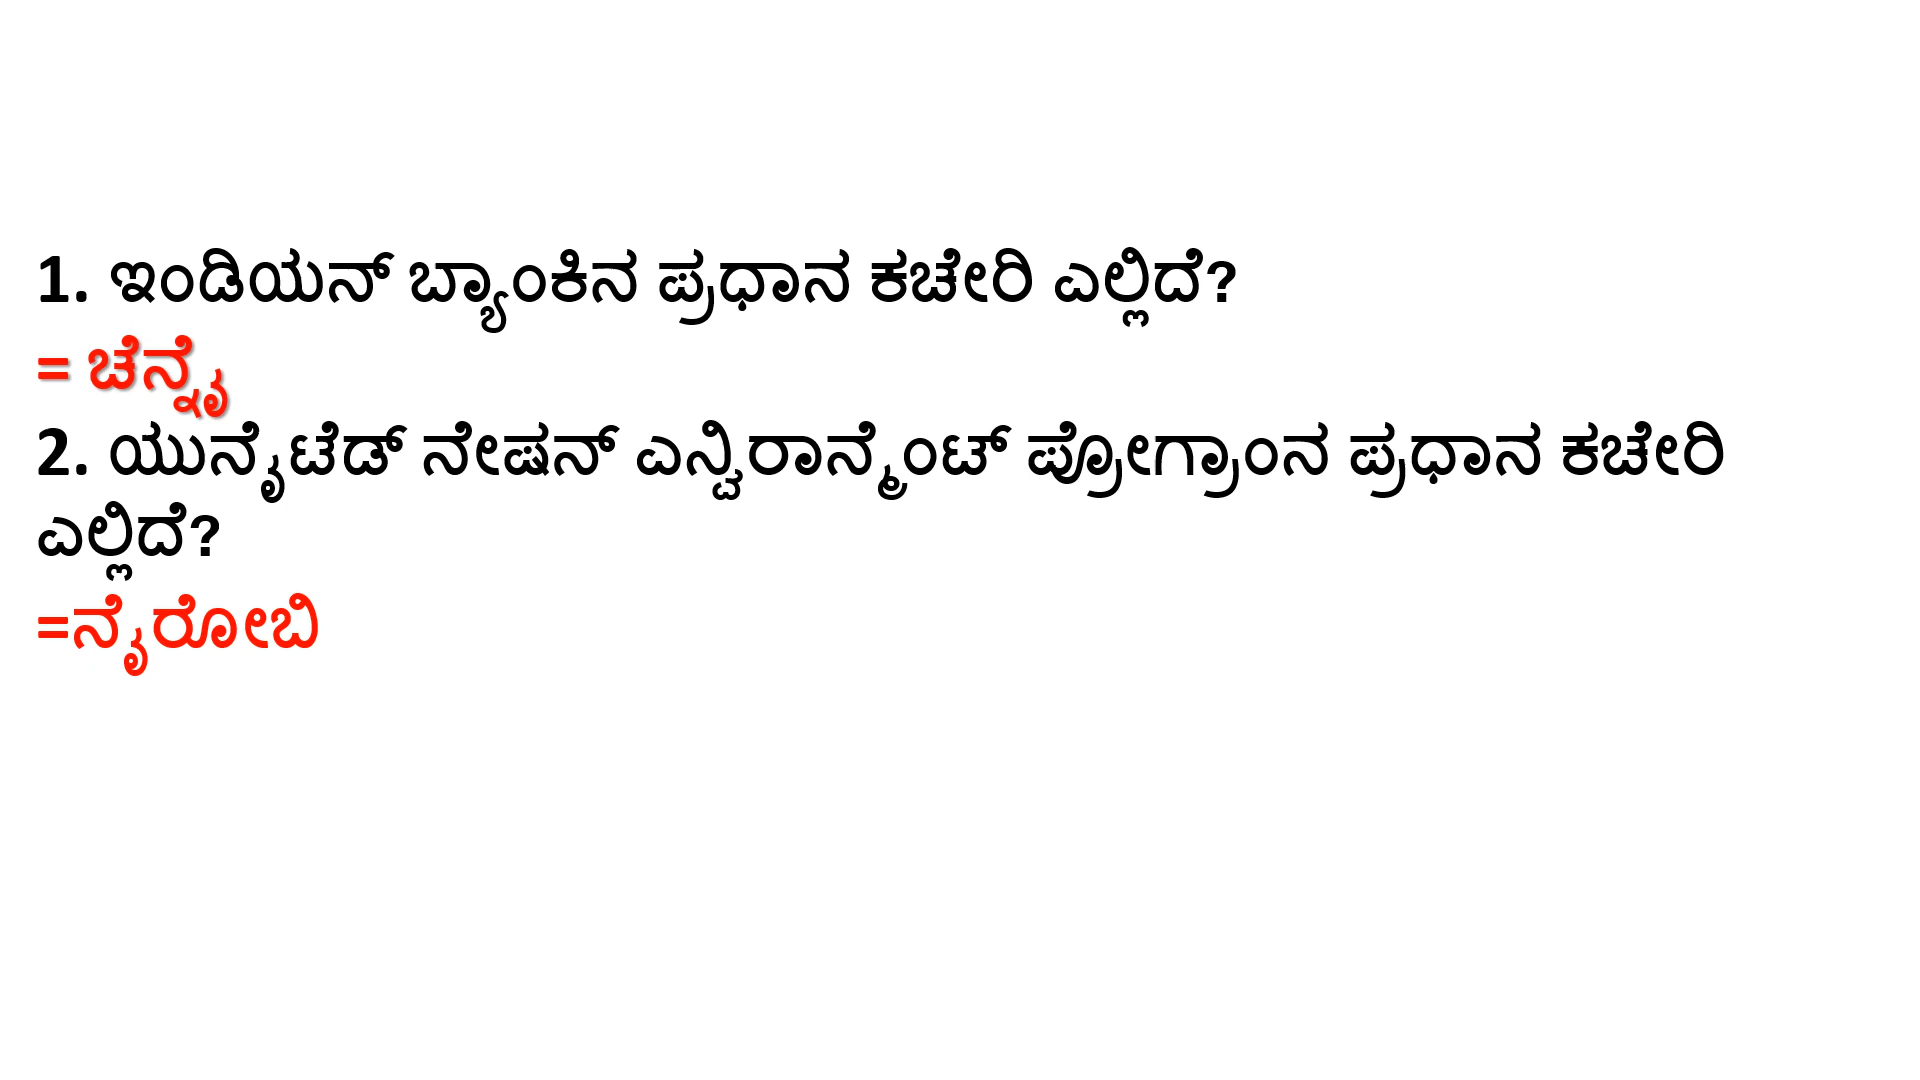 1. ಇಂಡಿಯನ್ ಬ್ಯಾಂಕಿನ ಪ್ರಧಾನ ಕಚೇರಿ ಎಲ್ಲಿದೆ?
= ಚೆನ್ನೈ
2. ಯುನೈಟೆಡ್ ನೇಷನ್ ಎನ್ವಿರಾನ್ಮೆಂಟ್ ಪ್ರೋಗ್ರಾಂನ ಪ್ರಧಾನ ಕಚೇರಿ
ಎಲ್ಲಿದೆ?
=ನೈರೋಬಿ